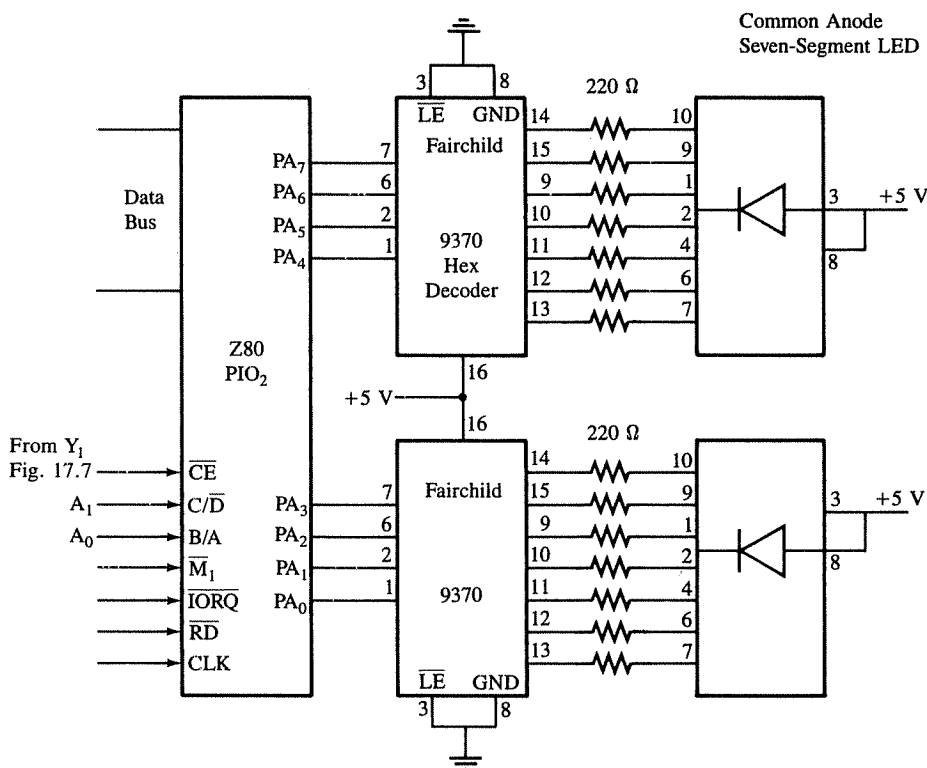 Common Anode
Seven-Segment LED
3
8
220 Ω
LE
GND
14
10
Fairchild
15
9
PA7
7
9
1
PA6
6
10
2
3
+5 V
Data
Bus
PA5
2
9370
Hex
Decoder
11
4
8
PA4
1
12
6
13
7
Z80
PIO2
16
+5 V
16
220 Ω
From Y1
Fig. 17.7
CE
14
10
A1
C/D
PA3
7
Fairchild
15
9
3
+5 V
A0
B/A
PA2
6
9
1
M1
PA1
2
10
2
8
IORQ
PA0
1
9370
11
4
RD
12
6
CLK
13
7
LE
GND
3
8